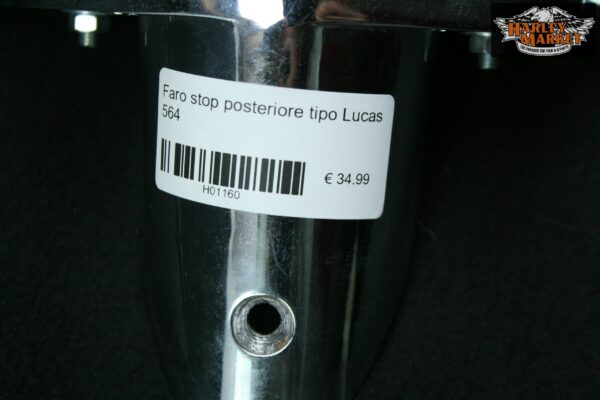 HARLEY
MARKET
Faro stop posteriore tipo Lucas
564
€ 34.99
H01160